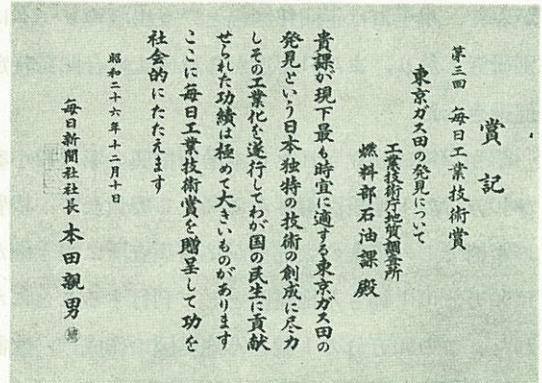 賞記
第三回 毎日工業技術賞
東京ガス田の発見について
工業技術庁地質調査所
燃料部石油課殿
貴課が現下最も時宜に適する東京ガス田の
発見という日本独特の技術の創成に尽力
しその工業化を遂行してわが国の民生に貢献
せられた功績は極めて大きいものがあります
ここに毎日工業技術賞を贈呈して功を
社会的にたたえます
昭和二十六年十二月十日
毎日新聞社社長 本田親男